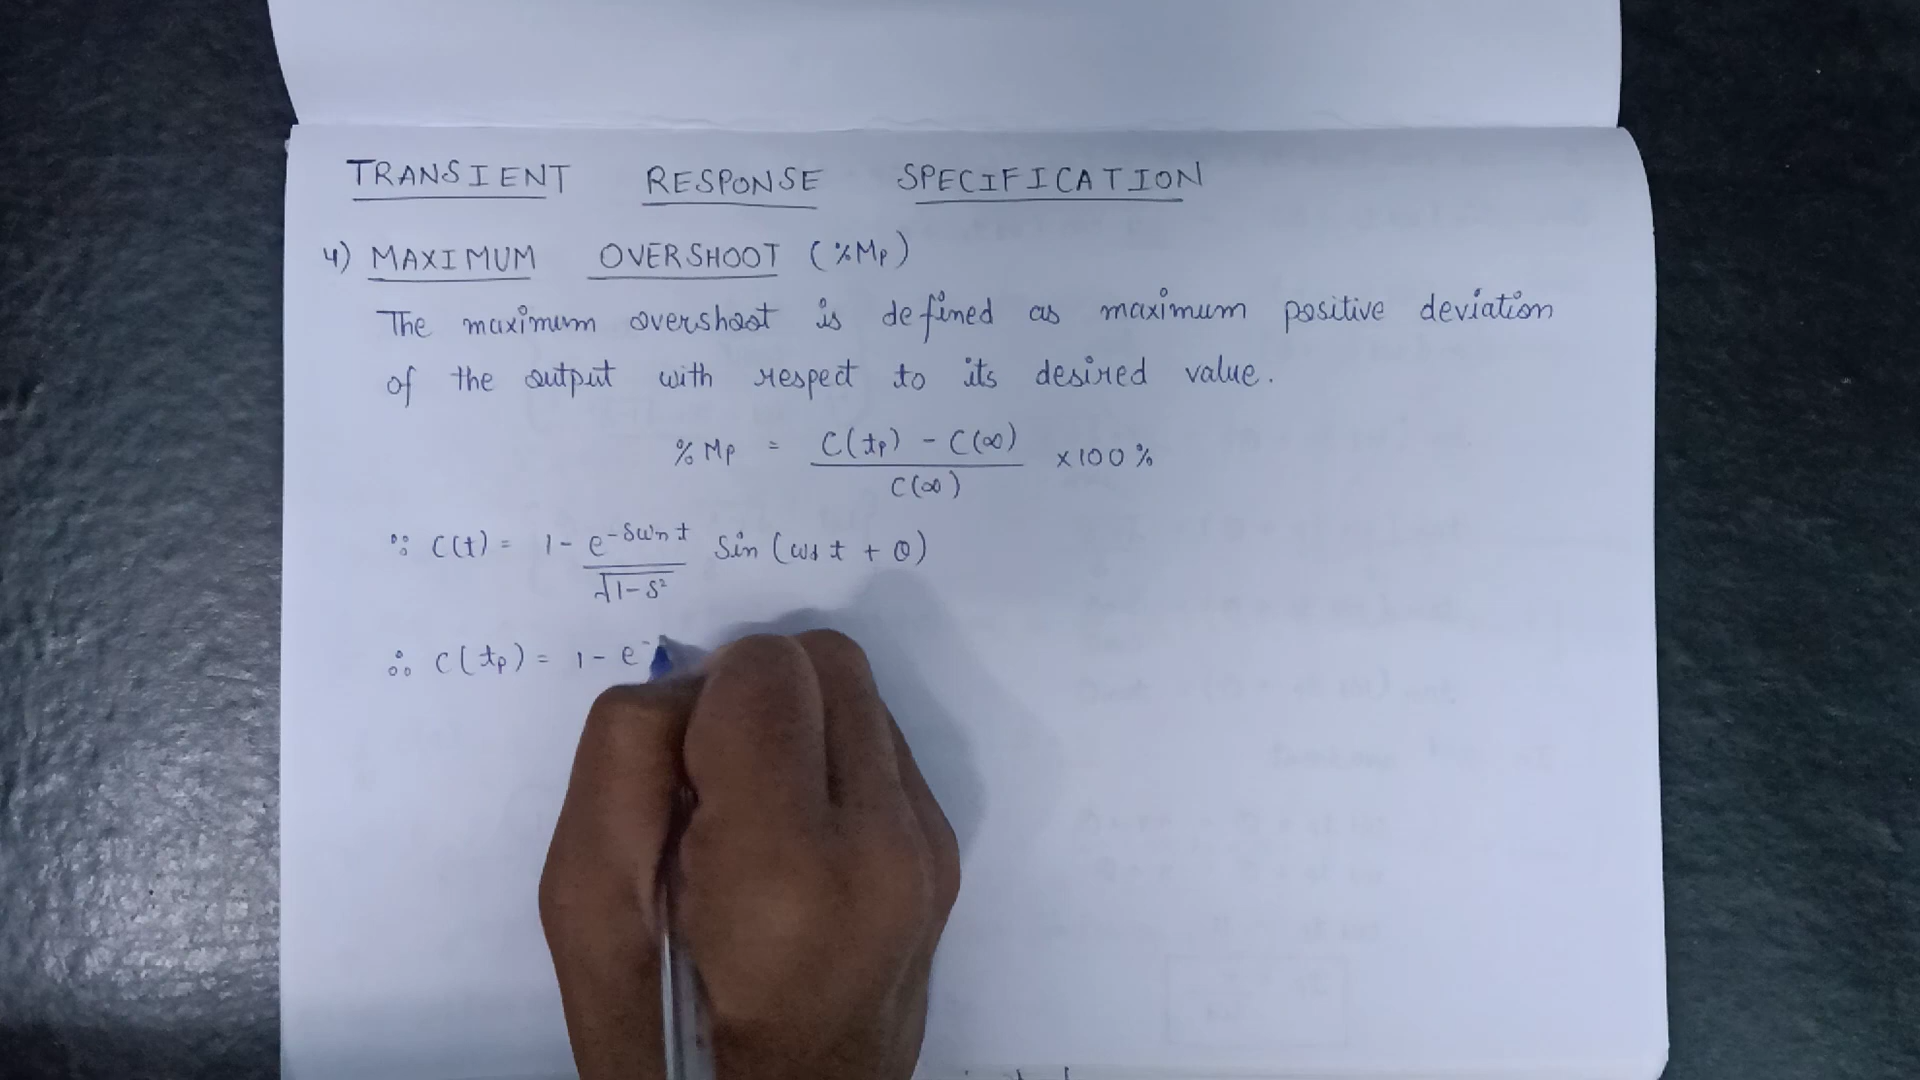 TRANSIENT RESPONSE SPECIFICATION
4) MAXIMUM OVERSHOOT (%Mp)
The maximum overshoot is defined as maximum positive deviation
of the output with respect to its desired value.
%Mp = C(tp) - C(∞) / C(∞) x100%
∵ C(t) = 1 - e^-δωnt / √1-δ² Sin (ωd t + θ)
∴ C(tp) = 1 - e^-